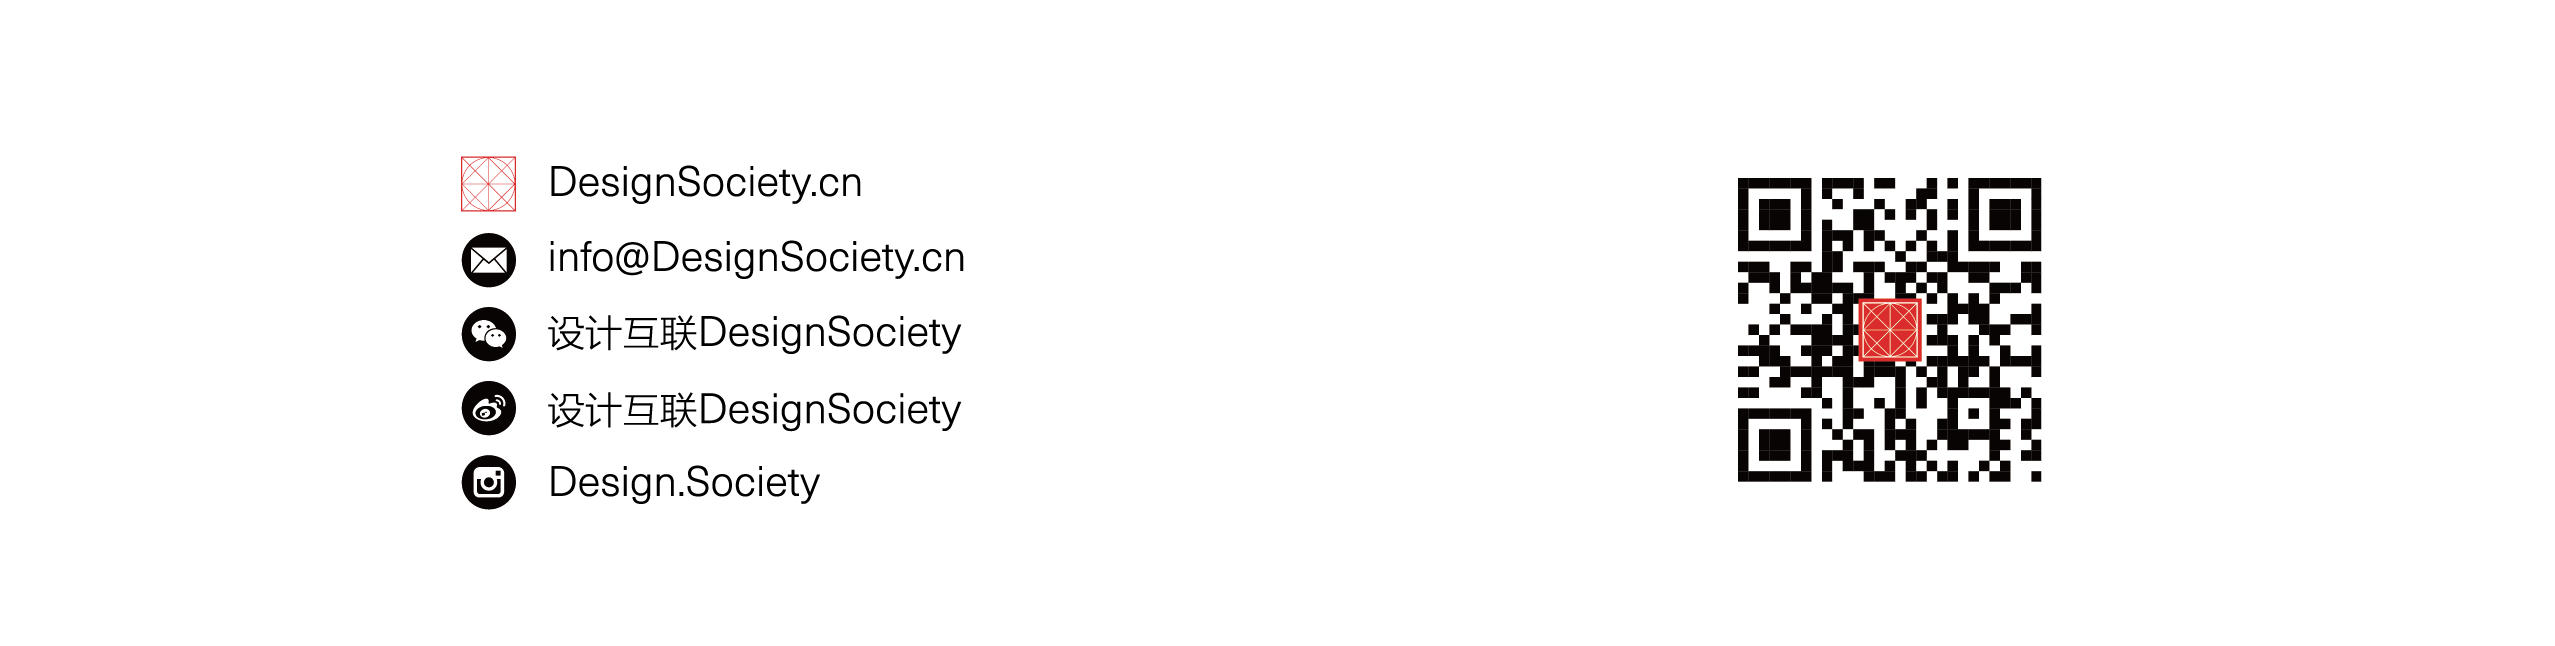 DesignSociety.cn
info@DesignSociety.cn
设计互联DesignSociety
设计互联DesignSociety
Design.Society